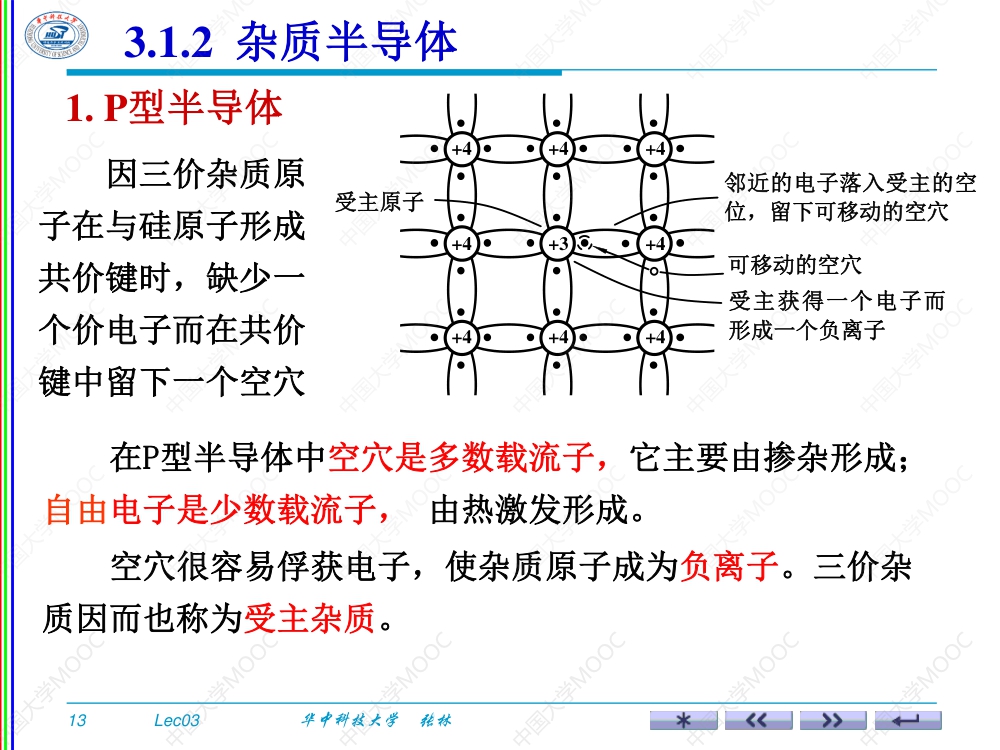 3.1.2 杂质半导体
1. P型半导体
因三价杂质原
子在与硅原子形成
共价键时，缺少一
个价电子而在共价
键中留下一个空穴
+4 +4 +4
受主原子
邻近的电子落入受主的空
位，留下可移动的空穴
+4 +3 +4
可移动的空穴
受主获得一个电子而
形成一个负离子
+4 +4 +4
在P型半导体中空穴是多数载流子，它主要由掺杂形成；
自由电子是少数载流子， 由热激发形成。
空穴很容易俘获电子，使杂质原子成为负离子。三价杂
质因而也称为受主杂质。
13 Lec03 华中科技大学 张林
中国大学MOOC